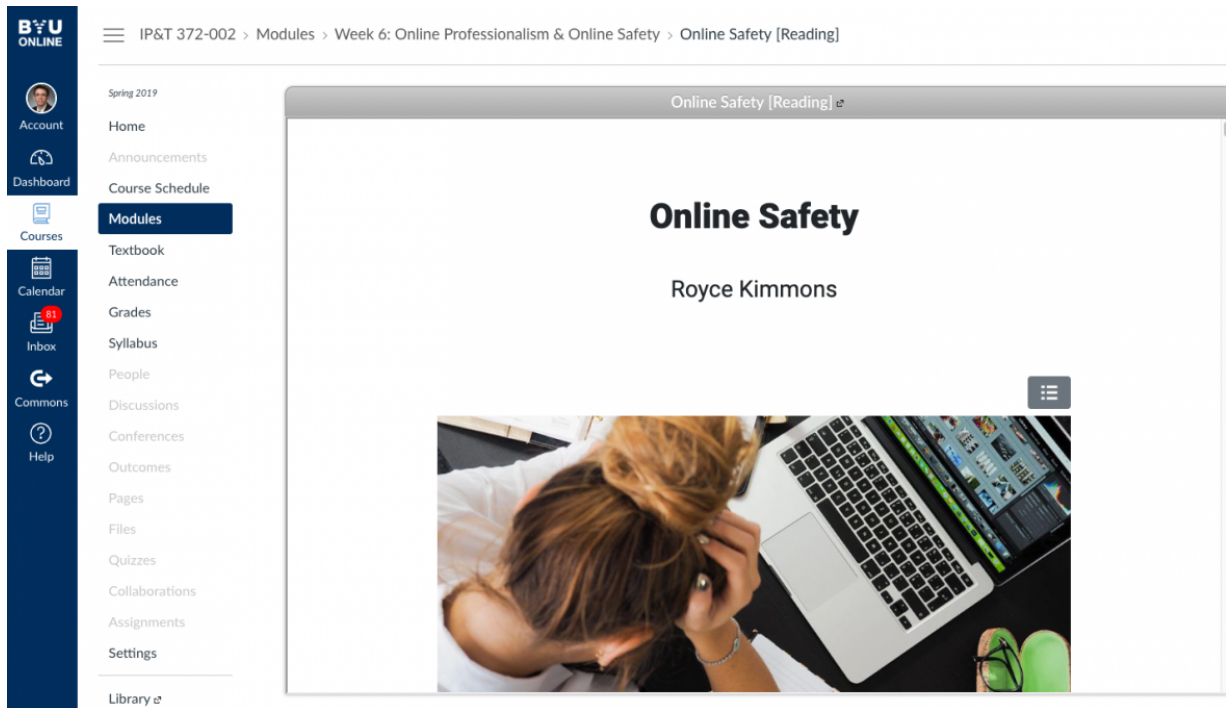 BYU
ONLINE
IP&T 372-002 > Modules > Week 6: Online Professionalism & Online Safety > Online Safety [Reading]
Account
Dashboard
Courses
Calendar
81
Inbox
Commons
Help
Spring 2019
Home
Announcements
Course Schedule
Modules
Textbook
Attendance
Grades
Syllabus
People
Discussions
Conferences
Outcomes
Pages
Files
Quizzes
Collaborations
Assignments
Settings
Library
Online Safety [Reading]
Online Safety
Royce Kimmons